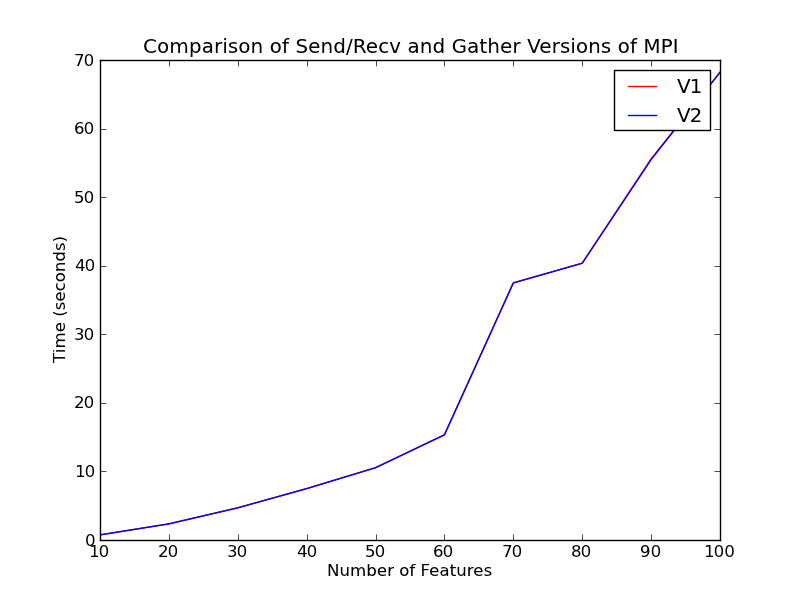 Comparison of Send/Recv and Gather Versions of MPI
70
60
50
40
30
20
10
0
V1
V2
Time (seconds)
10 20 30 40 50 60 70 80 90 100
Number of Features